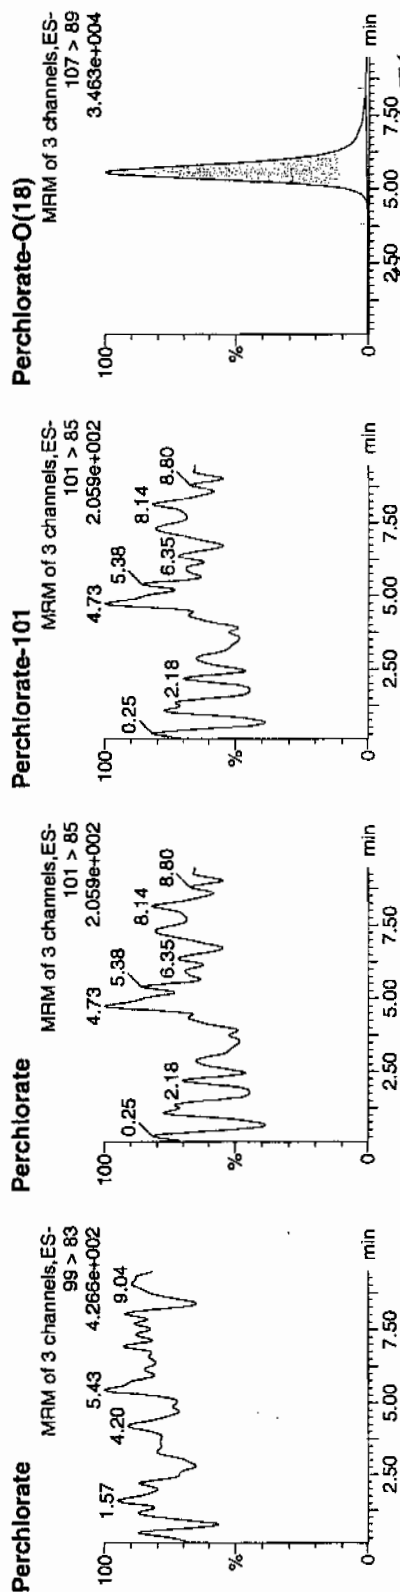 Perchlorate
MRM of 3 channels,ES-
99 > 83
4.266e+002
100
%
0
1.57
4.20
5.43
9.04
2.50
5.00
7.50
min
Perchlorate
MRM of 3 channels,ES-
101 > 85
2.059e+002
100
%
0
0.25
2.18
4.73
5.38
6.35
8.14
8.80
2.50
5.00
7.50
min
Perchlorate-101
MRM of 3 channels,ES-
101 > 85
2.059e+002
100
%
0
0.25
2.18
4.73
5.38
6.35
8.14
8.80
2.50
5.00
7.50
min
Perchlorate-O(18)
MRM of 3 channels,ES-
107 > 89
3.463e+004
100
%
0
2.50
5.00
7.50
min